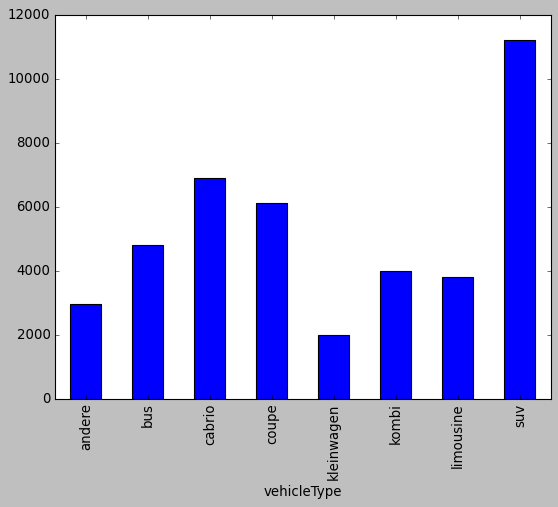 12000
10000
8000
6000
4000
2000
0
andere
bus
cabrio
coupe
kleinwagen
kombi
limousine
suv
vehicleType